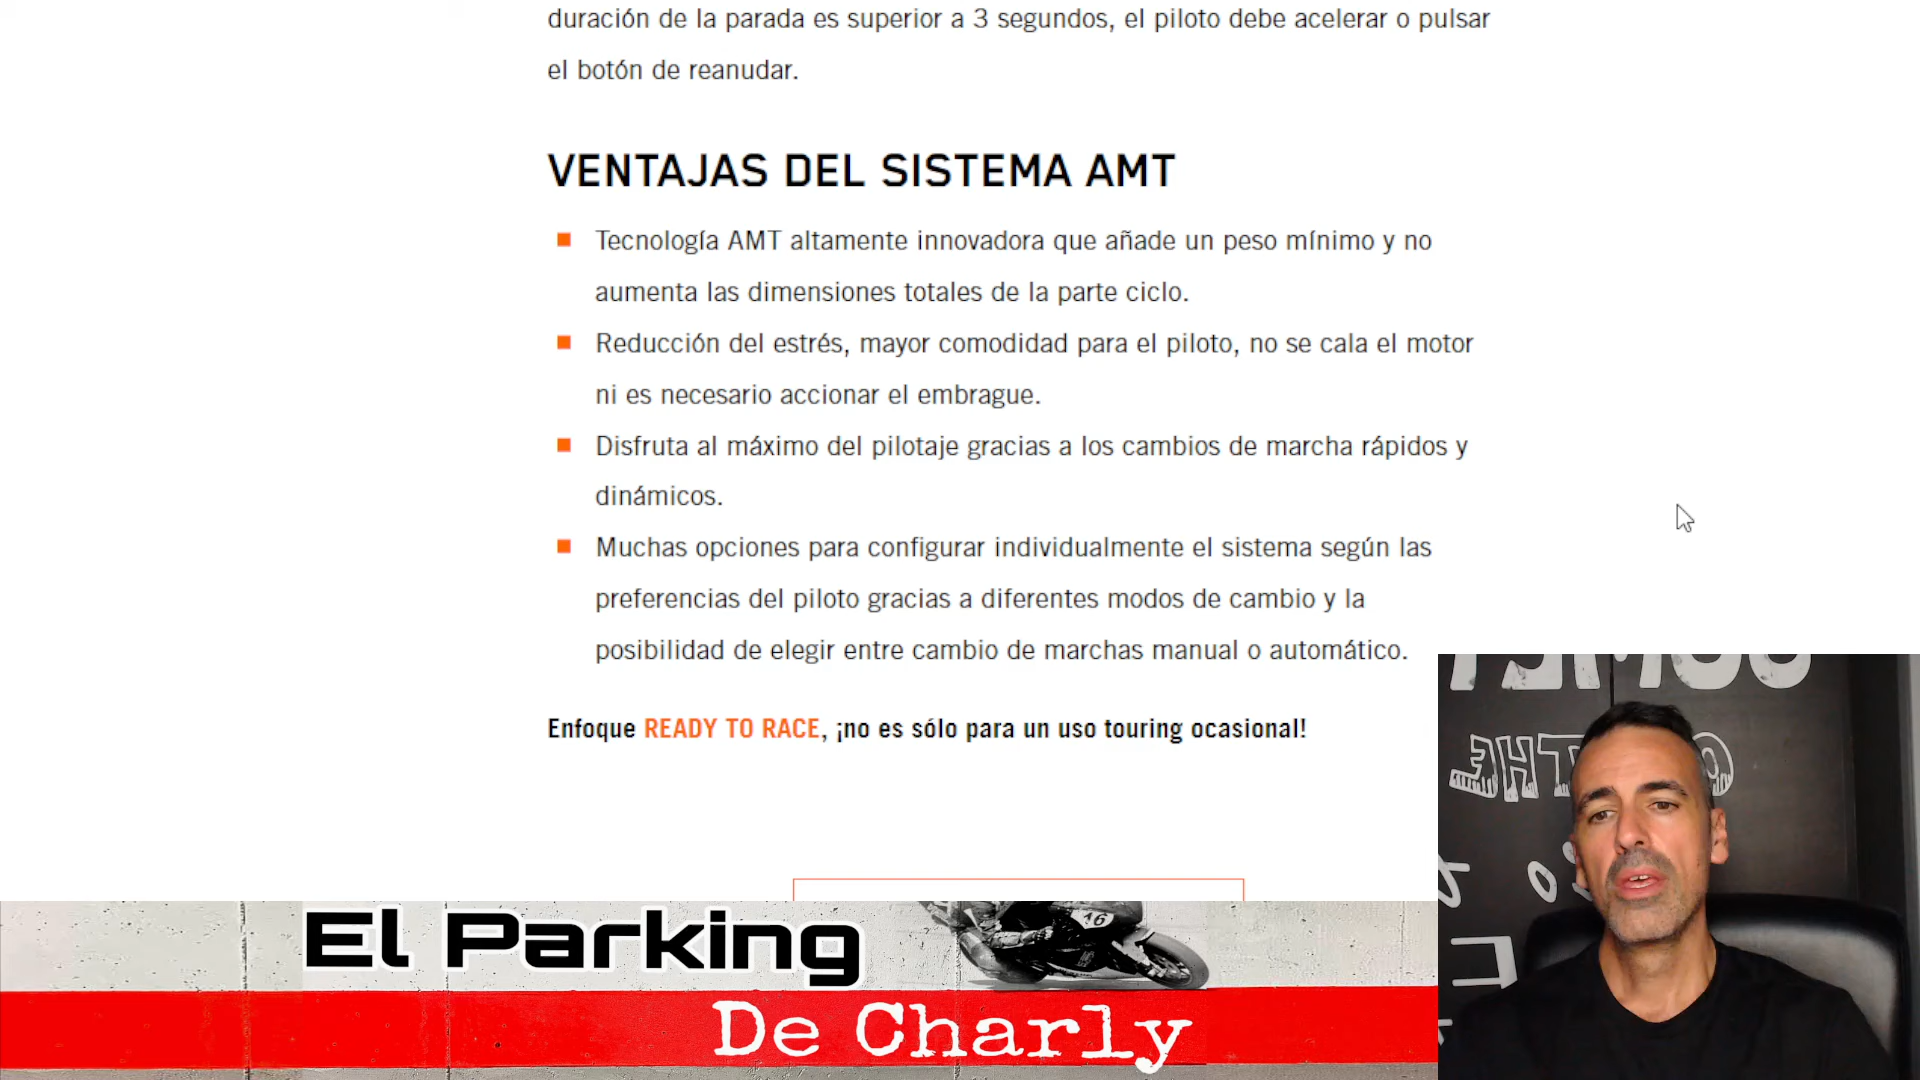 duración de la parada es superior a 3 segundos, el piloto debe acelerar o pulsar
el botón de reanudar.
VENTAJAS DEL SISTEMA AMT
Tecnología AMT altamente innovadora que añade un peso mínimo y no
aumenta las dimensiones totales de la parte ciclo.
Reducción del estrés, mayor comodidad para el piloto, no se cala el motor
ni es necesario accionar el embrague.
Disfruta al máximo del pilotaje gracias a los cambios de marcha rápidos y
dinámicos.
Muchas opciones para configurar individualmente el sistema según las
preferencias del piloto gracias a diferentes modos de cambio y la
posibilidad de elegir entre cambio de marchas manual o automático.
Enfoque READY TO RACE, ¡no es sólo para un uso touring ocasional!
El Parking
16
De Charly